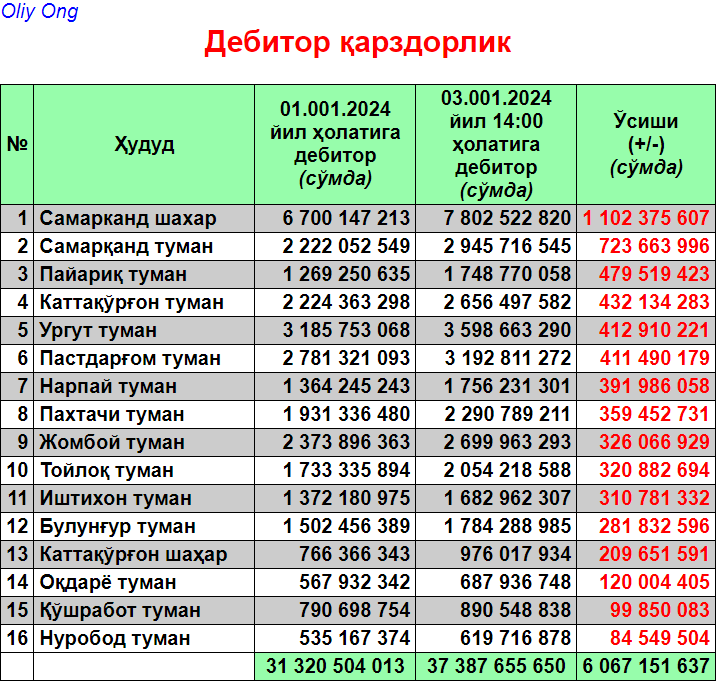 Oliy Ong
Дебитор қарздорлик
№ Ҳудуд 01.001.2024 йил ҳолатига дебитор (сўмда) 03.001.2024 йил 14:00 ҳолатига дебитор (сўмда) Ўсиши (+/-) (сўмда)
1 Самарканд шахар 6 700 147 213 7 802 522 820 1 102 375 607
2 Самарқанд туман 2 222 052 549 2 945 716 545 723 663 996
3 Пайариқ туман 1 269 250 635 1 748 770 058 479 519 423
4 Каттақўрғон туман 2 224 363 298 2 656 497 582 432 134 283
5 Ургут туман 3 185 753 068 3 598 663 290 412 910 221
6 Пастдарғом туман 2 781 321 093 3 192 811 272 411 490 179
7 Нарпай туман 1 364 245 243 1 756 231 301 391 986 058
8 Пахтачи туман 1 931 336 480 2 290 789 211 359 452 731
9 Жомбой туман 2 373 896 363 2 699 963 293 326 066 929
10 Тойлоқ туман 1 733 335 894 2 054 218 588 320 882 694
11 Иштихон туман 1 372 180 975 1 682 962 307 310 781 332
12 Булунғур туман 1 502 456 389 1 784 288 985 281 832 596
13 Каттақўрғон шаҳар 766 366 343 976 017 934 209 651 591
14 Оқдарё туман 567 932 342 687 936 748 120 004 405
15 Қўшработ туман 790 698 754 890 548 838 99 850 083
16 Нуробод туман 535 167 374 619 716 878 84 549 504
31 320 504 013 37 387 655 650 6 067 151 637